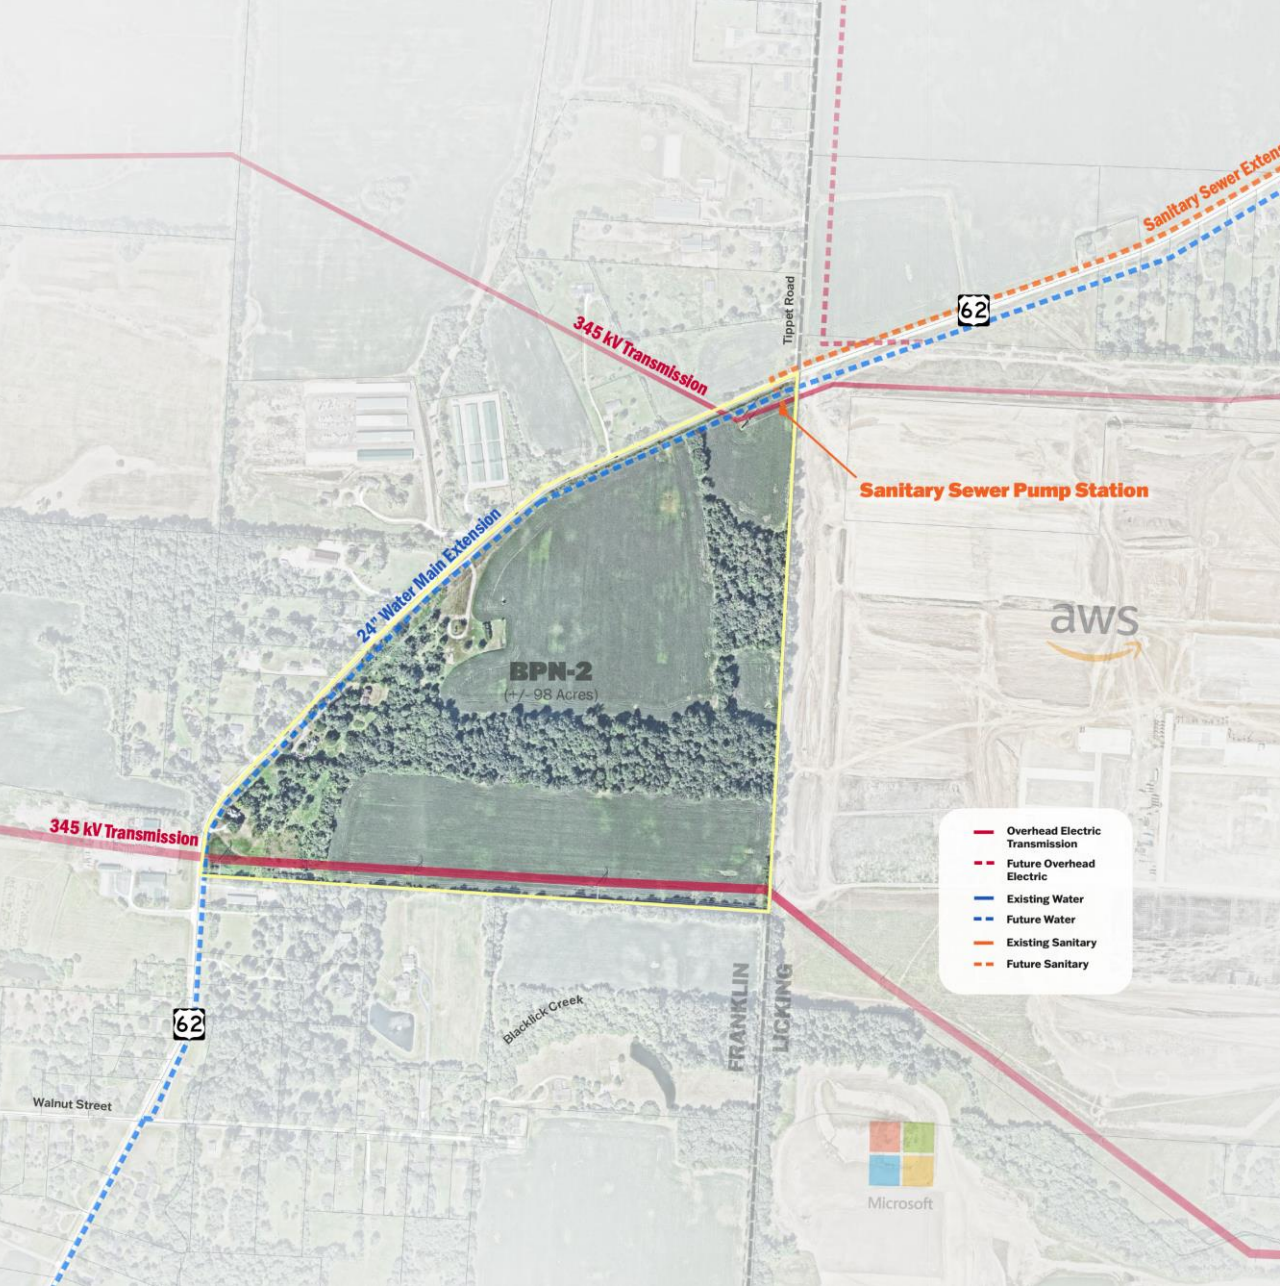 Sanitary Sewer Extens
62
Tippet Road
345 kV Transmission
Sanitary Sewer Pump Station
24" Water Main Extension
aws
BPN-2
(+/- 98 Acres)
345 kV Transmission
Overhead Electric
Transmission
Future Overhead
Electric
Existing Water
Future Water
Existing Sanitary
Future Sanitary
FRANKLIN
LICKING
Blacklick Creek
62
Walnut Street
Microsoft